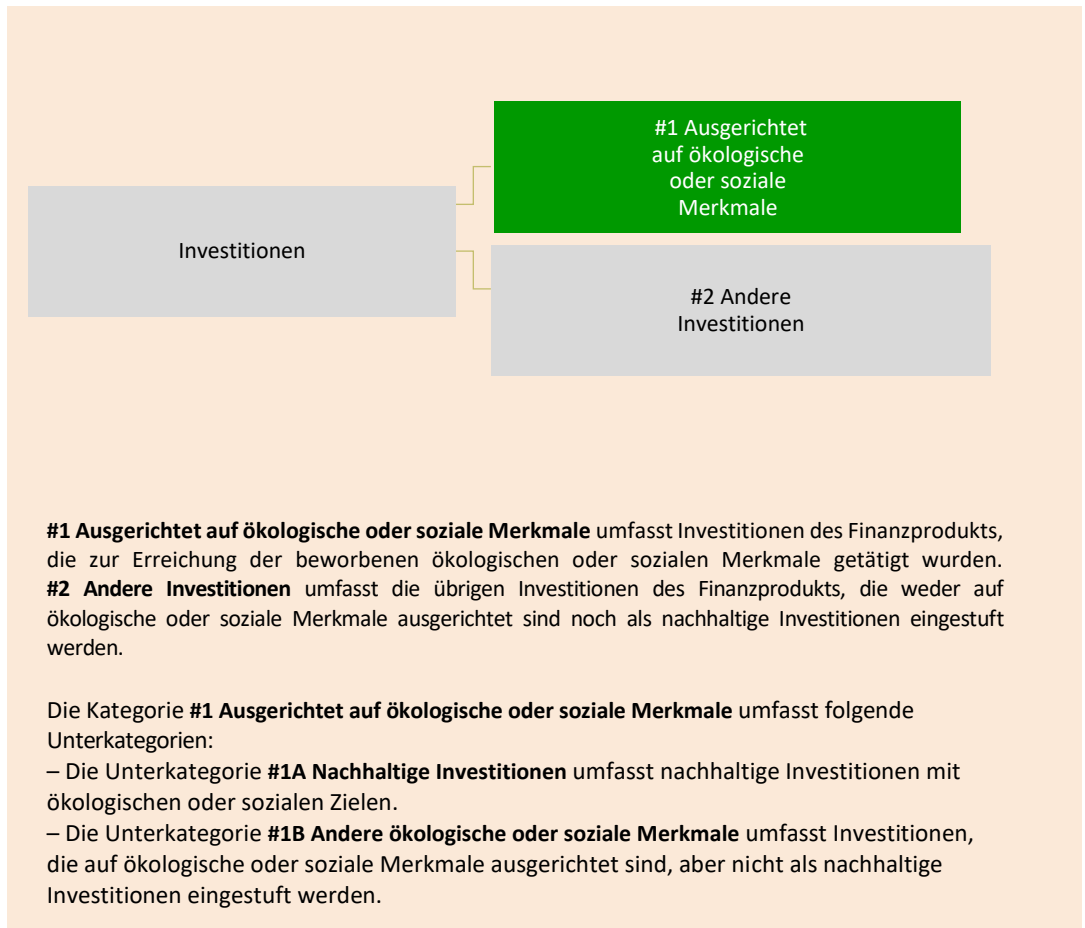 #1 Ausgerichtet
auf ökologische
oder soziale
Merkmale
Investitionen
#2 Andere
Investitionen
#1 Ausgerichtet auf ökologische oder soziale Merkmale umfasst Investitionen des Finanzprodukts,
die zur Erreichung der beworbenen ökologischen oder sozialen Merkmale getätigt wurden.
#2 Andere Investitionen umfasst die übrigen Investitionen des Finanzprodukts, die weder auf
ökologische oder soziale Merkmale ausgerichtet sind noch als nachhaltige Investitionen eingestuft
werden.
Die Kategorie #1 Ausgerichtet auf ökologische oder soziale Merkmale umfasst folgende
Unterkategorien:
– Die Unterkategorie #1A Nachhaltige Investitionen umfasst nachhaltige Investitionen mit
ökologischen oder sozialen Zielen.
– Die Unterkategorie #1B Andere ökologische oder soziale Merkmale umfasst Investitionen,
die auf ökologische oder soziale Merkmale ausgerichtet sind, aber nicht als nachhaltige
Investitionen eingestuft werden.